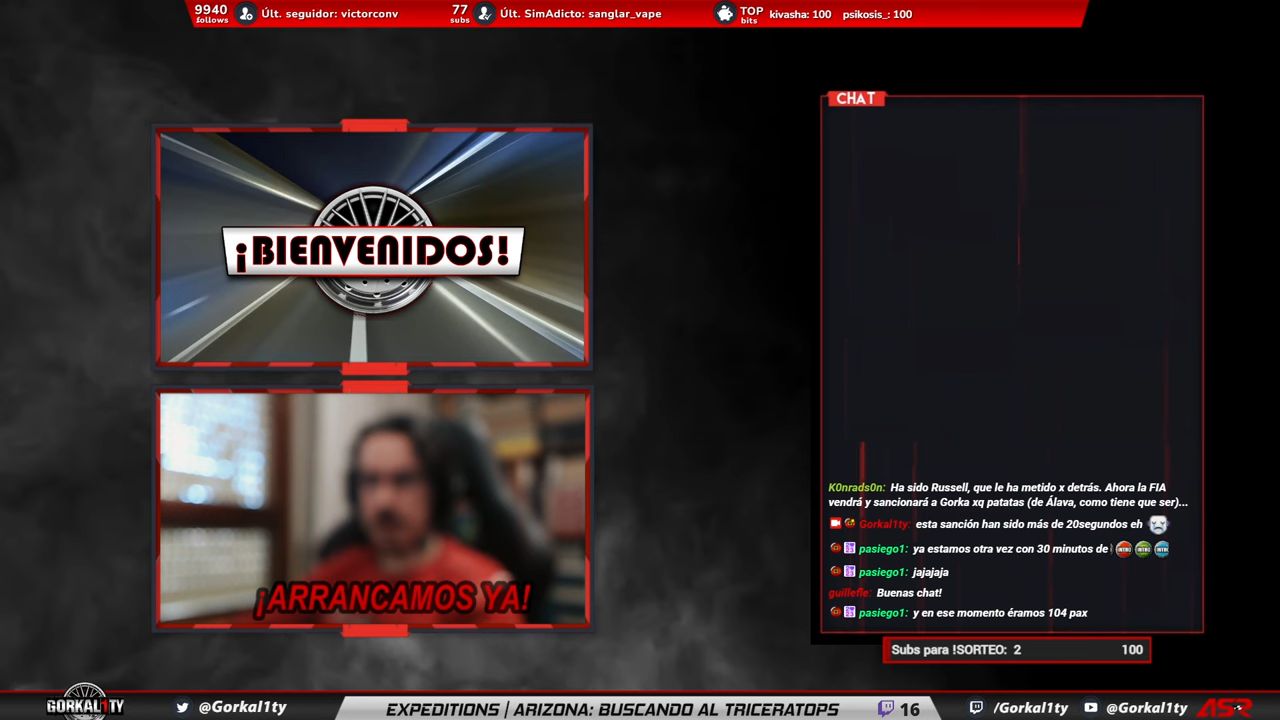 9940 follows
Últ. seguidor: victorconv
77 subs
Últ. SimAdicto: sanglar_vape
TOP bits
kivasha: 100 psikosis_: 100
CHAT
¡BIENVENIDOS!
¡ARRANCAMOS YA!
K0nrads0n: Ha sido Russell, que le ha metido x detrás. Ahora la FIA
vendrá y sancionará a Gorka xq patatas (de Álava, como tiene que ser)...
Gorkal1ty: esta sanción han sido más de 20segundos eh
pasiego1: ya estamos otra vez con 30 minutos de INTRO INTRO
pasiego1: jajajaja
guillefle: Buenas chat!
pasiego1: y en ese momento éramos 104 pax
Subs para !SORTEO: 2 100
GORKAL1TY
@Gorkal1ty
EXPEDITIONS | ARIZONA: BUSCANDO AL TRICERATOPS
16
/Gorkal1ty
@Gorkal1ty
ASR